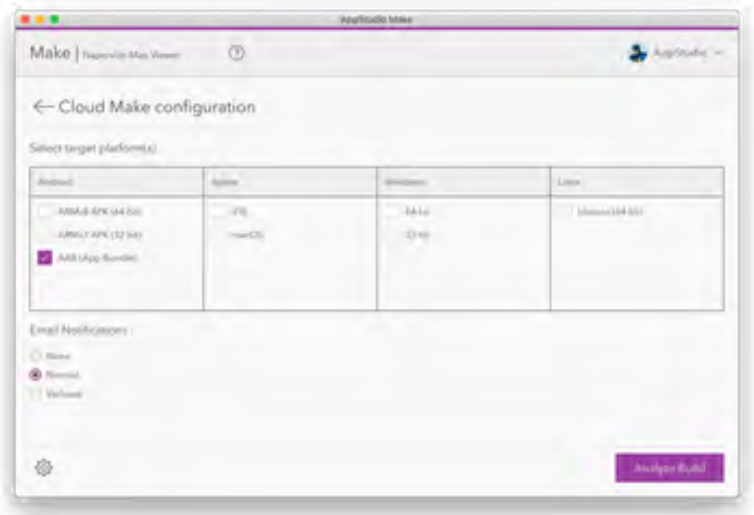 AppStudio Make
Make | Naperville Map Viewer
AppStudio
Cloud Make configuration
Select target platform(s)
Android Apple Windows Linux
ARMv8 APK (64 bit) iOS 64 bit Ubuntu (64 bit)
ARMv7 APK (32 bit) macOS 32 bit
AAB (App Bundle)
Email Notifications
None
Normal
Verbose
Analyze Build